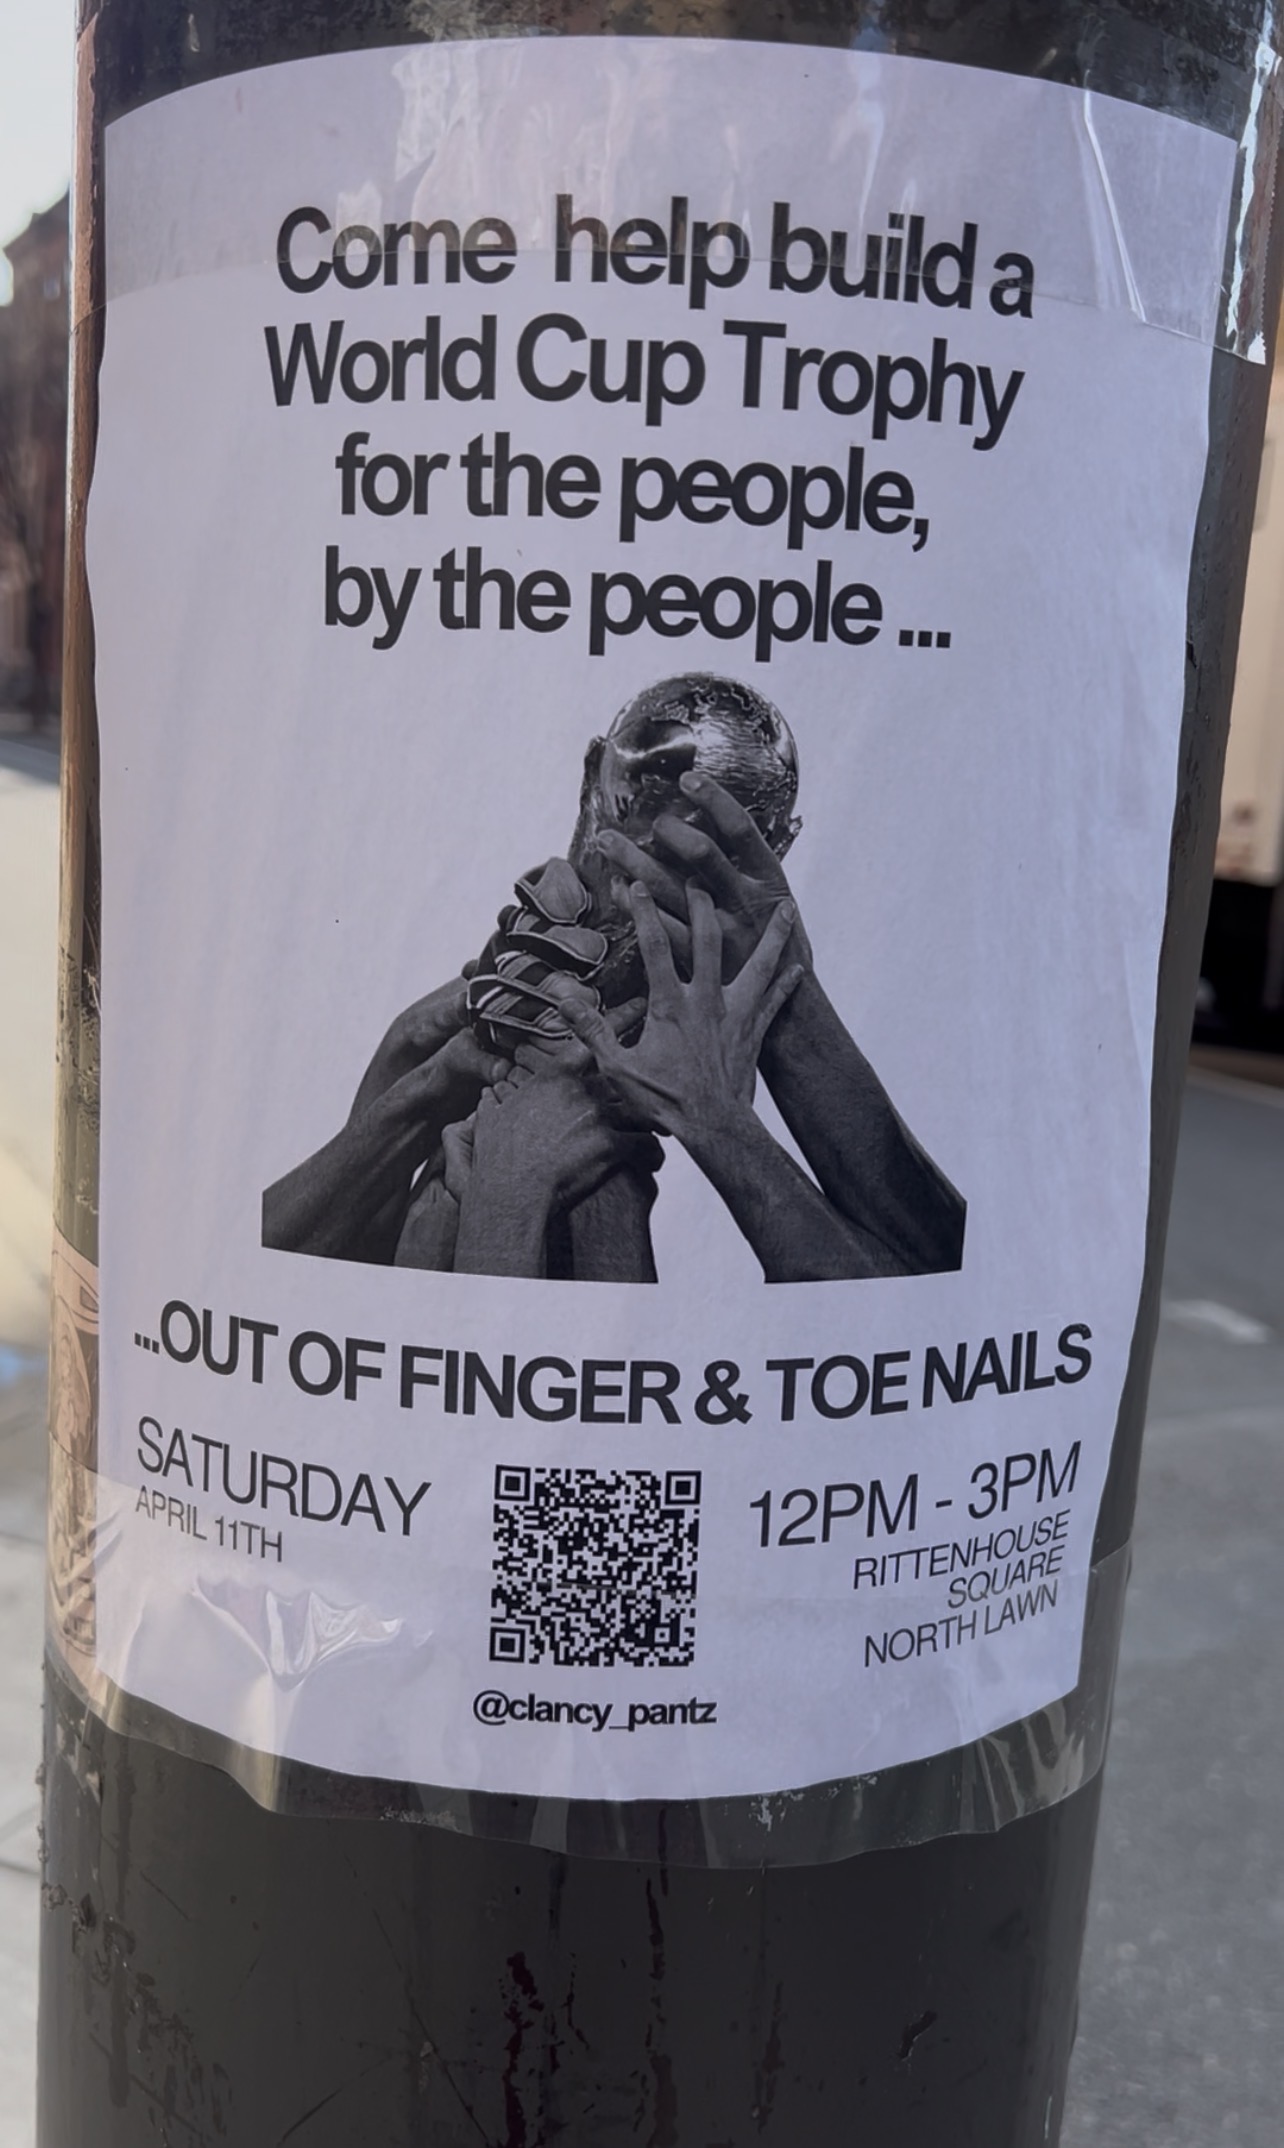 Come help build a
World Cup Trophy
for the people,
by the people ...
...OUT OF FINGER & TOE NAILS
SATURDAY
APRIL 11TH
@clancy_pantz
12PM - 3PM
RITTENHOUSE
SQUARE
NORTH LAWN